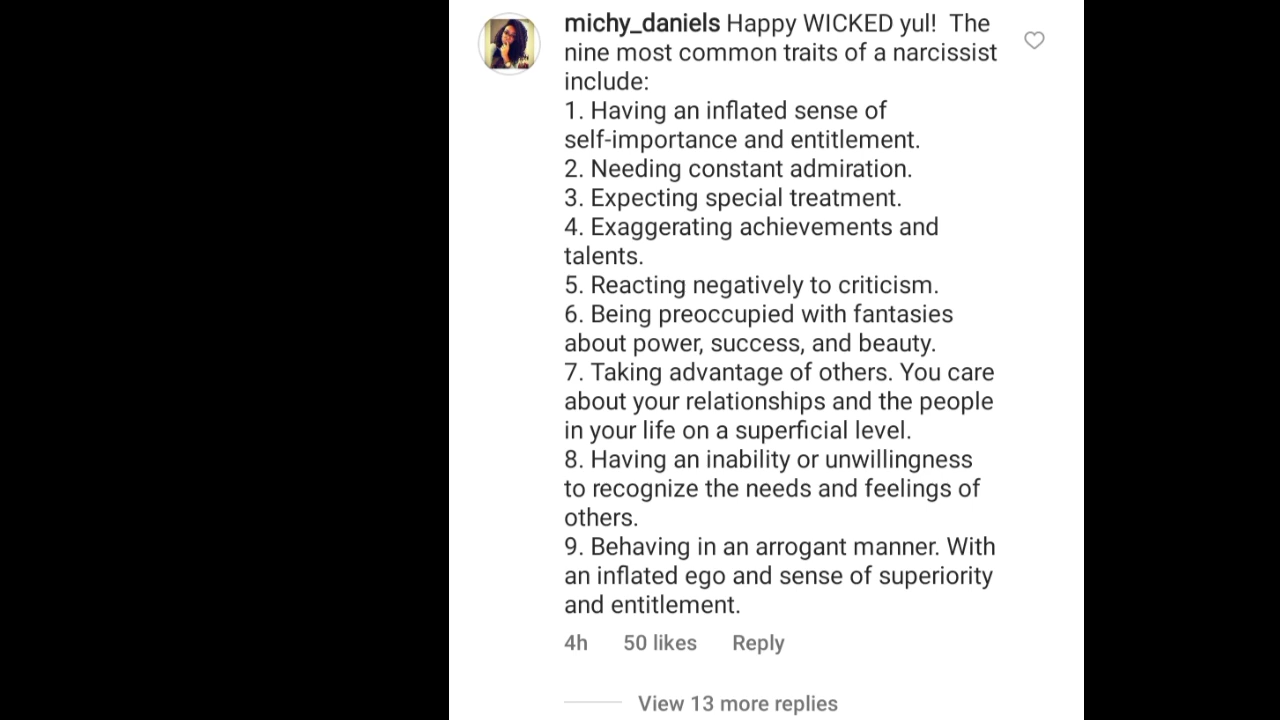 michy_daniels Happy WICKED yul!  The
nine most common traits of a narcissist
include:
1. Having an inflated sense of
self-importance and entitlement.
2. Needing constant admiration.
3. Expecting special treatment.
4. Exaggerating achievements and
talents.
5. Reacting negatively to criticism.
6. Being preoccupied with fantasies
about power, success, and beauty.
7. Taking advantage of others. You care
about your relationships and the people
in your life on a superficial level.
8. Having an inability or unwillingness
to recognize the needs and feelings of
others.
9. Behaving in an arrogant manner. With
an inflated ego and sense of superiority
and entitlement.
4h 50 likes Reply
View 13 more replies